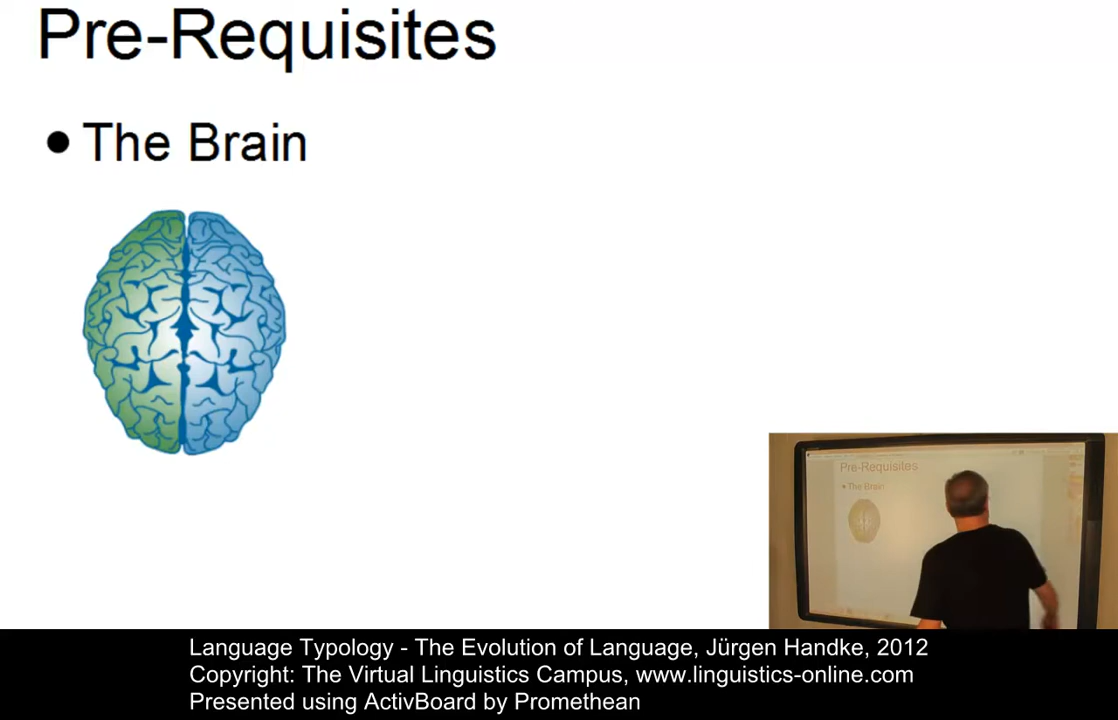 Pre-Requisites
● The Brain
Pre-Requisites
● The Brain
Language Typology - The Evolution of Language, Jürgen Handke, 2012
Copyright: The Virtual Linguistics Campus, www.linguistics-online.com
Presented using ActivBoard by Promethean